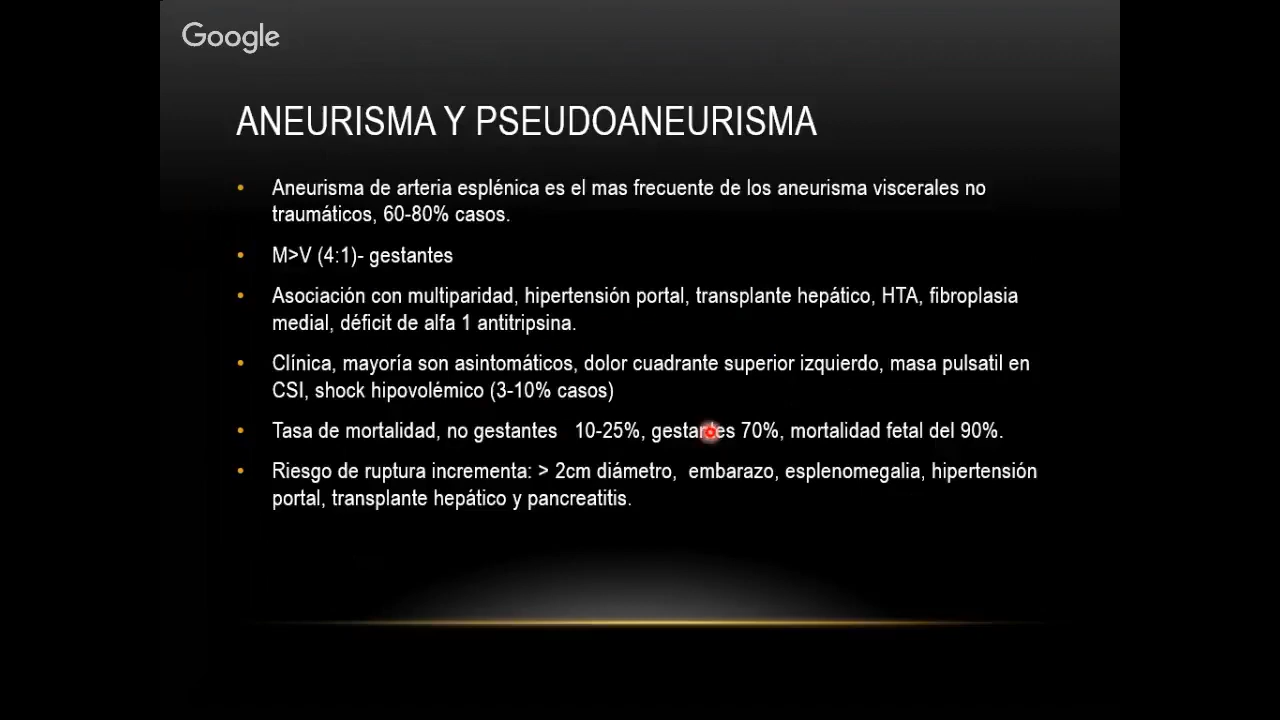 Google
ANEURISMA Y PSEUDOANEURISMA
• Aneurisma de arteria esplénica es el mas frecuente de los aneurisma viscerales no
traumáticos, 60-80% casos.
• M>V (4:1)- gestantes
• Asociación con multiparidad, hipertensión portal, transplante hepático, HTA, fibroplasia
medial, déficit de alfa 1 antitripsina.
• Clínica, mayoría son asintomáticos, dolor cuadrante superior izquierdo, masa pulsatil en
CSI, shock hipovolémico (3-10% casos)
• Tasa de mortalidad, no gestantes 10-25%, gestantes 70%, mortalidad fetal del 90%.
• Riesgo de ruptura incrementa: > 2cm diámetro, embarazo, esplenomegalia, hipertensión
portal, transplante hepático y pancreatitis.